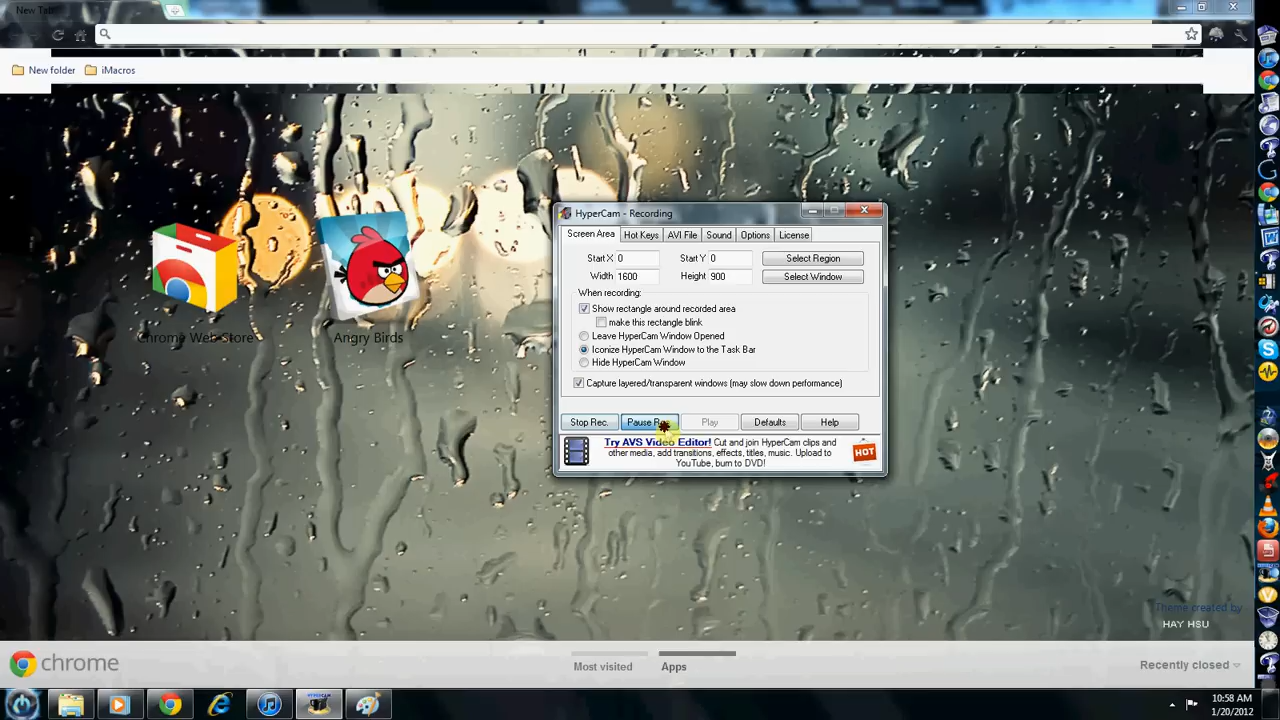 New Tab
New folder
iMacros
Chrome Web Store
Angry Birds
HyperCam - Recording
Screen Area
Hot Keys
AVI File
Sound
Options
License
Start X 0
Start Y 0
Select Region
Width 1600
Height 900
Select Window
When recording:
Show rectangle around recorded area
make this rectangle blink
Leave HyperCam Window Opened
Iconize HyperCam Window to the Task Bar
Hide HyperCam Window
Capture layered/transparent windows (may slow down performance)
Stop Rec.
Pause
Play
Defaults
Help
Try AVS Video Editor! Cut and join HyperCam clips and
other media, add transitions, effects, titles, music. Upload to
YouTube, burn to DVD!
HOT
Theme created by
HAY HSU
chrome
Most visited
Apps
Recently closed
10:58 AM
1/20/2012